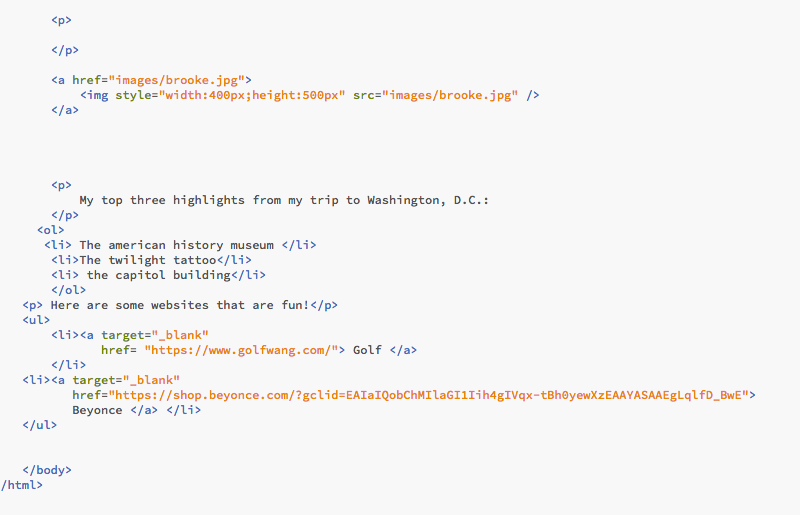 <p>
</p>
<a href="images/brooke.jpg">
<img style="width:400px;height:500px" src="images/brooke.jpg" />
</a>
<p>
My top three highlights from my trip to Washington, D.C.:
</p>
<ol>
<li> The american history museum </li>
<li>The twilight tattoo</li>
<li> the capitol building</li>
</ol>
<p> Here are some websites that are fun!</p>
<ul>
<li><a target="_blank"
href= "https://www.golfwang.com/"> Golf </a>
</li>
<li><a target="_blank"
href="https://shop.beyonce.com/?gclid=EAIaIQobChMIlaGI1Iih4gIVqx-tBh0yewXzEAAYASAAEgLqlfD_BwE">
Beyonce </a> </li>
</ul>
</body>
/html>